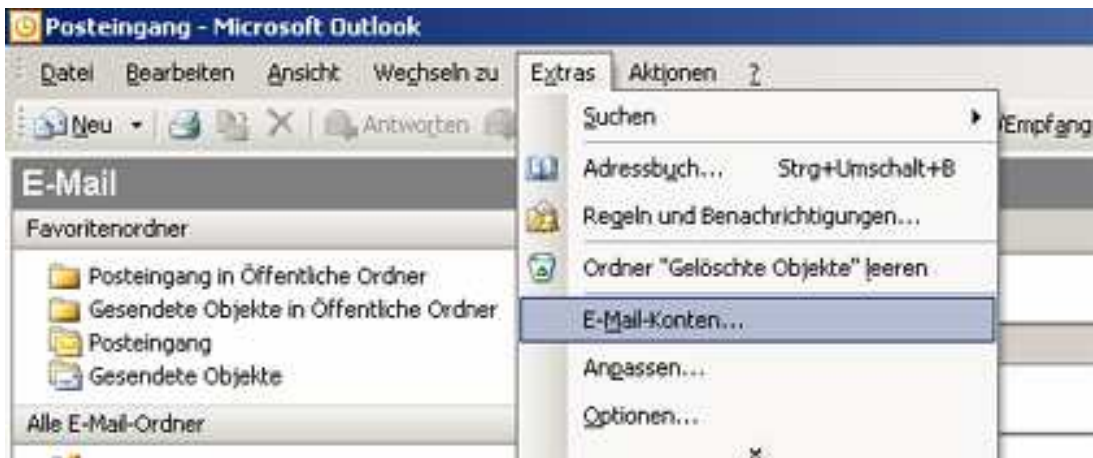 Posteingang - Microsoft Outlook
Datei Bearbeiten Ansicht Wechseln zu Extras Aktionen ?
Neu Antworten /Empfang
Suchen
E-Mail
Adressbuch... Strg+Umschalt+B
Favoritenordner
Regeln und Benachrichtigungen...
Posteingang in Öffentliche Ordner
Ordner "Gelöschte Objekte" leeren
Gesendete Objekte in Öffentliche Ordner
E-Mail-Konten...
Posteingang
Gesendete Objekte
Anpassen...
Alle E-Mail-Ordner
Optionen...